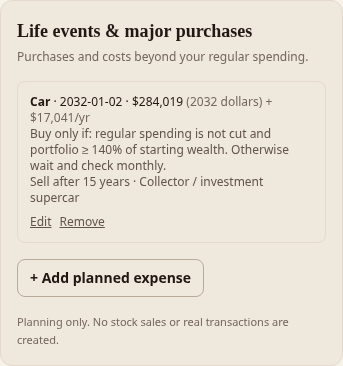 Life events & major purchases
Purchases and costs beyond your regular spending.
Car · 2032-01-02 · $284,019 (2032 dollars) +
$17,041/yr
Buy only if: regular spending is not cut and
portfolio ≥ 140% of starting wealth. Otherwise
wait and check monthly.
Sell after 15 years · Collector / investment
supercar
Edit Remove
+ Add planned expense
Planning only. No stock sales or real transactions are
created.